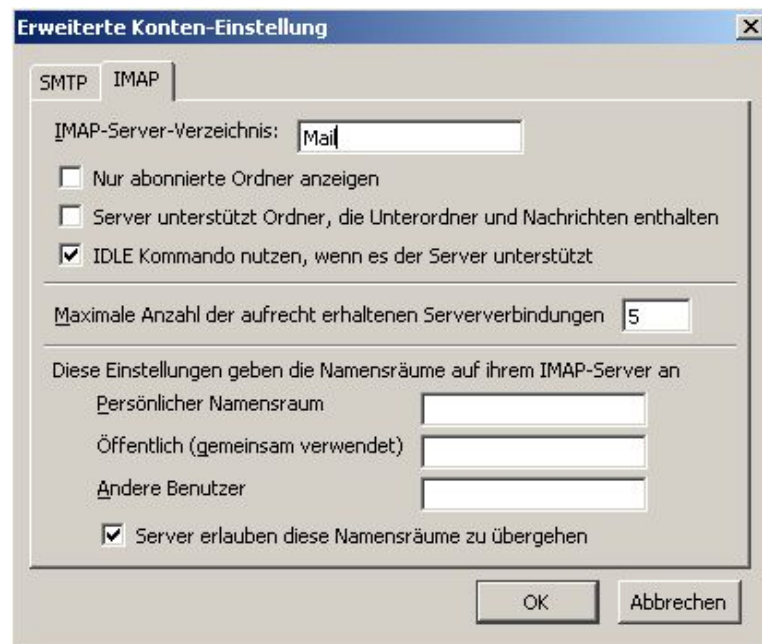 Erweiterte Konten-Einstellung
SMTP IMAP
IMAP-Server-Verzeichnis: Mail
Nur abonnierte Ordner anzeigen
Server unterstützt Ordner, die Unterordner und Nachrichten enthalten
IDLE Kommando nutzen, wenn es der Server unterstützt
Maximale Anzahl der aufrecht erhaltenen Serververbindungen 5
Diese Einstellungen geben die Namensräume auf ihrem IMAP-Server an
Persönlicher Namensraum
Öffentlich (gemeinsam verwendet)
Andere Benutzer
Server erlauben diese Namensräume zu übergehen
OK Abbrechen